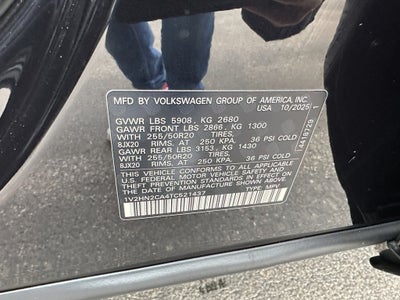 MFD BY VOLKSWAGEN GROUP OF AMERICA, INC.
USA 10/2025
GVWR LBS 5908, KG 2680
GAWR FRONT LBS 2866, KG 1300
WITH 255/50R20 TIRES,
8JX20 RIMS. AT 250 KPA. 36 PSI COLD
GAWR REAR LBS 3153, KG 1430
WITH 255/50R20 TIRES,
8JX20 RIMS. AT 250 KPA. 36 PSI COLD
THIS VEHICLE CONFORMS TO ALL APPLICABLE
FEDERAL MOTOR VEHICLE SAFETY AND
THEFT PREVENTION STANDARDS IN EFFECT ON
THE DATE OF MANUFACTURE SHOWN ABOVE.
1V2HN2CA4TC521437 TYPE: MPV